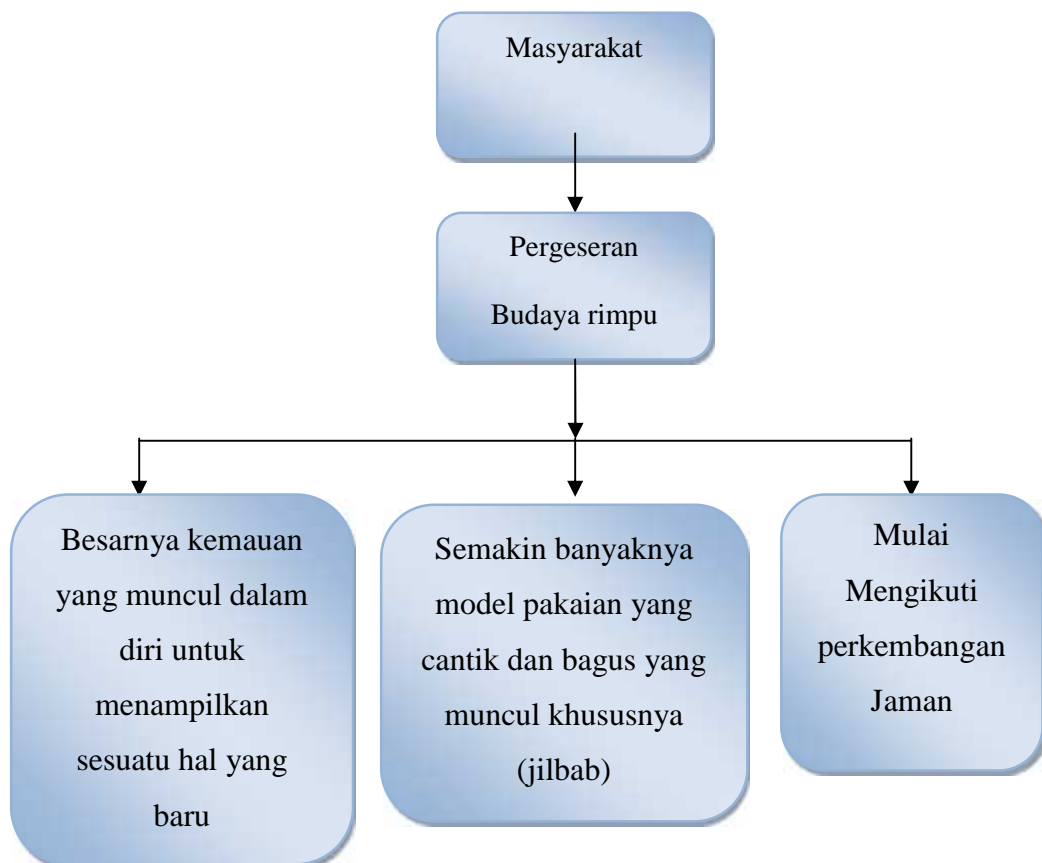 Masyarakat
Pergeseran
Budaya rimpu
Besarnya kemauan
yang muncul dalam
diri untuk
menampilkan
sesuatu hal yang
baru
Semakin banyaknya
model pakaian yang
cantik dan bagus yang
muncul khususnya
(jilbab)
Mulai
Mengikuti
perkembangan
Jaman